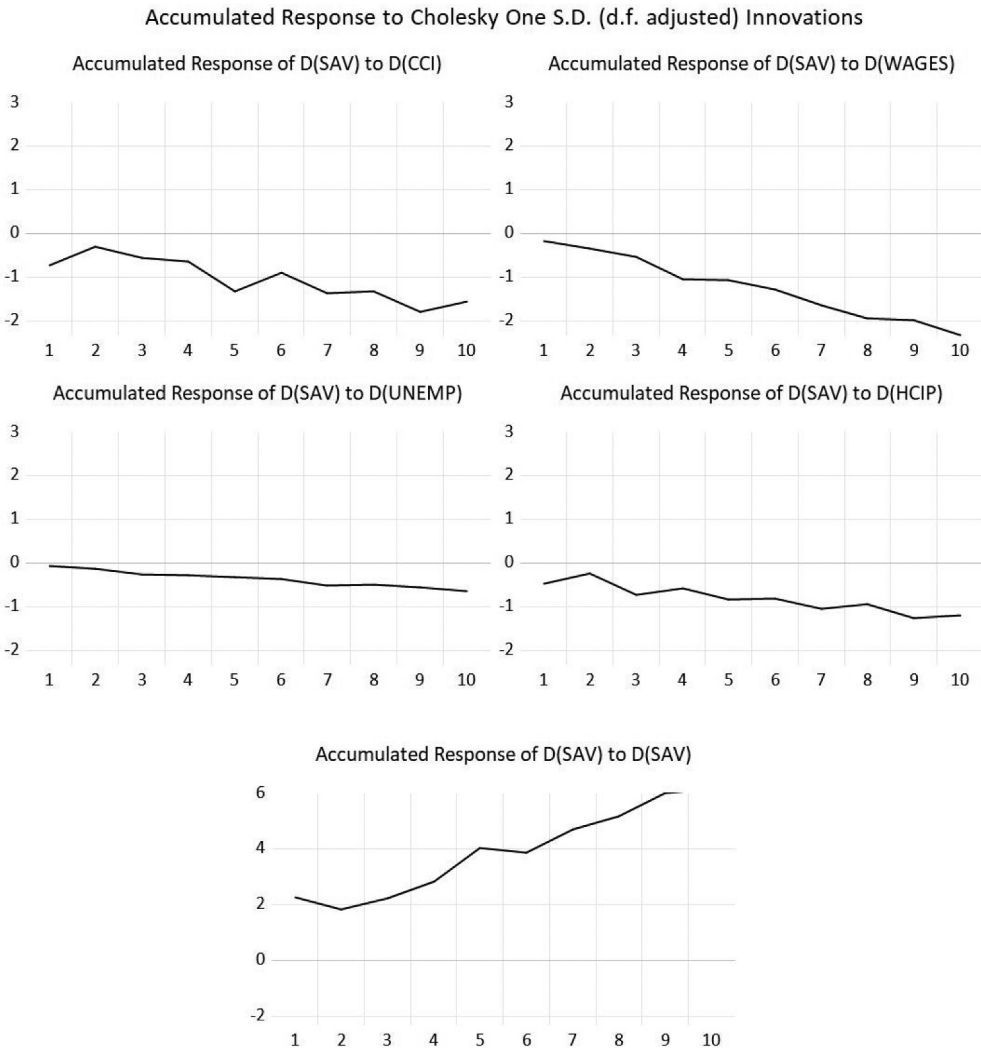 Accumulated Response to Cholesky One S.D. (d.f. adjusted) Innovations
Accumulated Response of D(SAV) to D(CCI)
3
2
1
0
-1
-2
1 2 3 4 5 6 7 8 9 10
Accumulated Response of D(SAV) to D(WAGES)
3
2
1
0
-1
-2
1 2 3 4 5 6 7 8 9 10
Accumulated Response of D(SAV) to D(UNEMP)
3
2
1
0
-1
-2
1 2 3 4 5 6 7 8 9 10
Accumulated Response of D(SAV) to D(HCIP)
3
2
1
0
-1
-2
1 2 3 4 5 6 7 8 9 10
Accumulated Response of D(SAV) to D(SAV)
6
4
2
0
-2
1 2 3 4 5 6 7 8 9 10